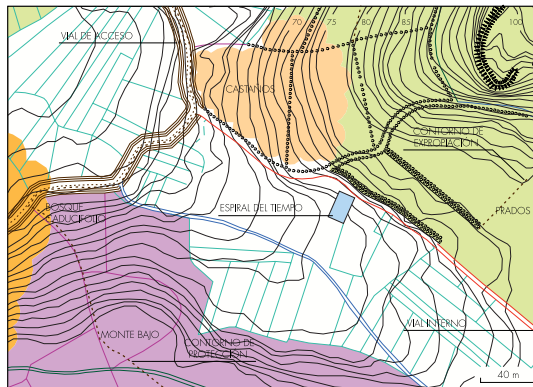 70 75 80 85 100
VIAL DE ACCESO
CASTAÑOS
CONTORNO DE
EXPROPIACIÓN
BOSQUE
CADUCIFOLIO
ESPIRAL DEL TIEMPO
PRADOS
MONTE BAJO
CONTORNO DE
PROTECCIÓN
VIAL INTERNO
40 m